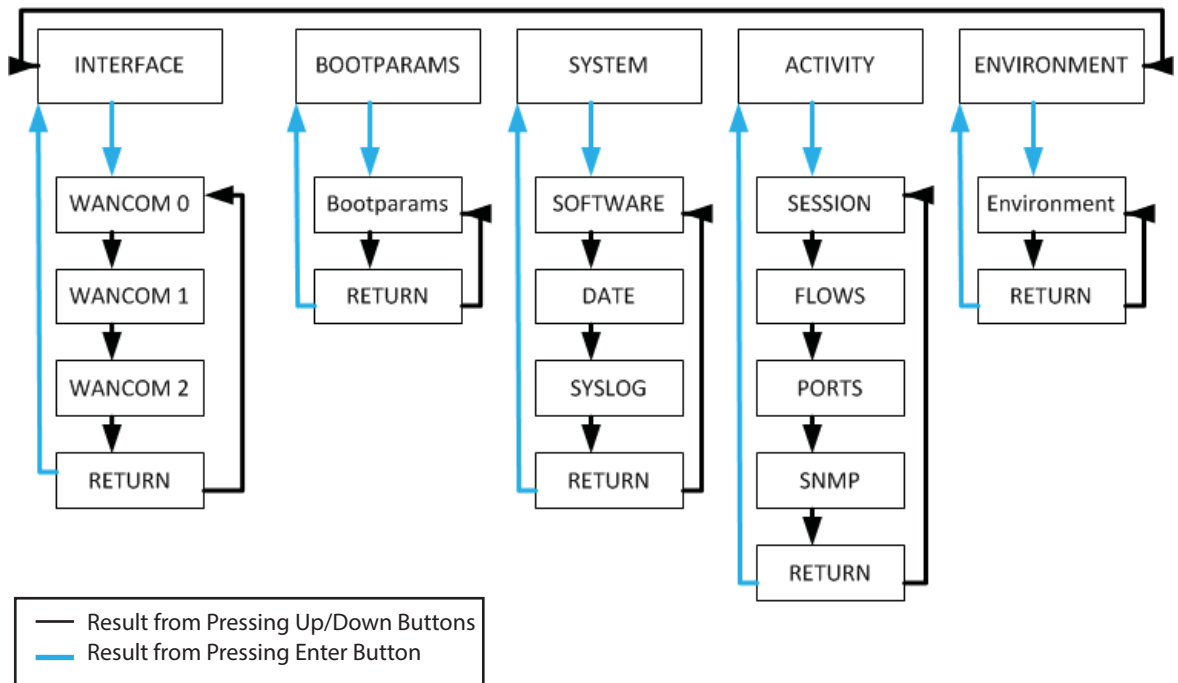 INTERFACE
BOOTPARAMS
SYSTEM
ACTIVITY
ENVIRONMENT
WANCOM 0
WANCOM 1
WANCOM 2
RETURN
Bootparams
RETURN
SOFTWARE
DATE
SYSLOG
RETURN
SESSION
FLOWS
PORTS
SNMP
RETURN
Environment
RETURN
Result from Pressing Up/Down Buttons
Result from Pressing Enter Button